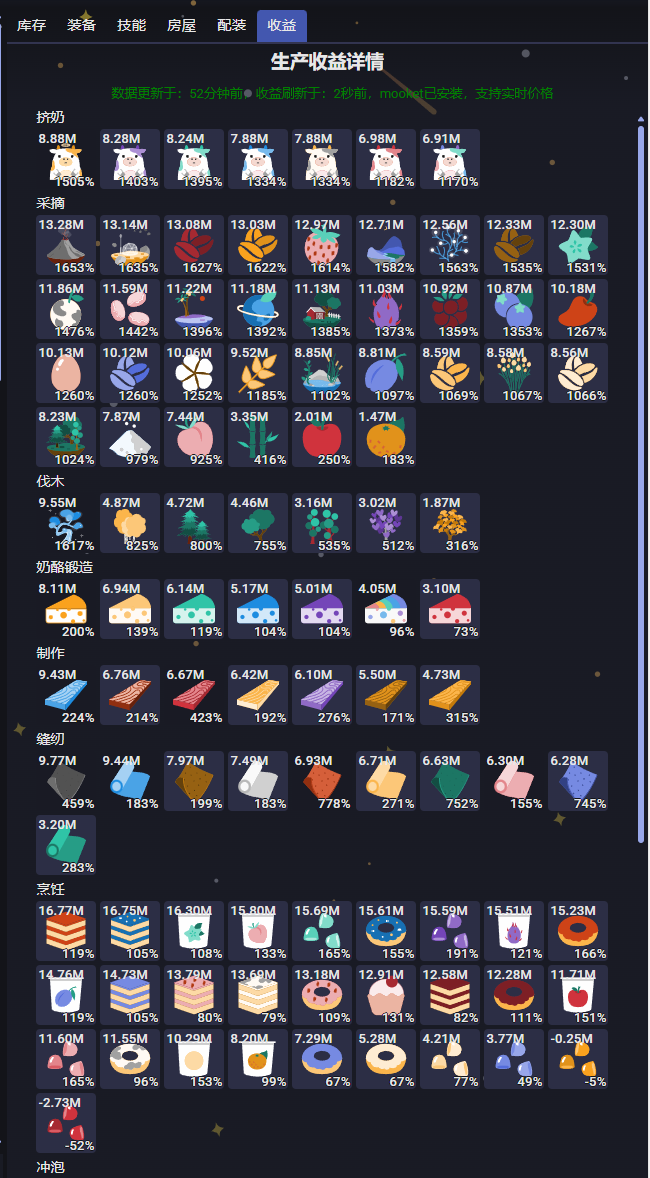 库存 装备 技能 房屋 配装 收益
生产收益详情
数据更新于：52分钟前，收益刷新于：2秒前，mooket已安装，支持实时价格
挤奶
8.88M 8.28M 8.24M 7.88M 7.88M 6.98M 6.91M
1505% 1403% 1395% 1334% 1334% 1182% 1170%
采摘
13.28M 13.14M 13.08M 13.03M 12.97M 12.71M 12.56M 12.33M 12.30M
1653% 1635% 1627% 1622% 1614% 1582% 1563% 1535% 1531%
11.86M 11.59M 11.22M 11.18M 11.13M 11.03M 10.92M 10.87M 10.18M
1476% 1442% 1396% 1392% 1385% 1373% 1359% 1353% 1267%
10.13M 10.12M 10.06M 9.52M 8.85M 8.81M 8.59M 8.58M 8.56M
1260% 1260% 1252% 1185% 1102% 1097% 1069% 1067% 1066%
8.23M 7.87M 7.44M 3.35M 2.01M 1.47M
1024% 979% 925% 416% 250% 183%
伐木
9.55M 4.87M 4.72M 4.46M 3.16M 3.02M 1.87M
1617% 825% 800% 755% 535% 512% 316%
奶酪锻造
8.11M 6.94M 6.14M 5.17M 5.01M 4.05M 3.10M
200% 139% 119% 104% 104% 96% 73%
制作
9.43M 6.76M 6.67M 6.42M 6.10M 5.50M 4.73M
224% 214% 423% 192% 276% 171% 315%
缝纫
9.77M 9.44M 7.97M 7.49M 6.93M 6.71M 6.63M 6.30M 6.28M
459% 183% 199% 183% 778% 271% 752% 155% 745%
3.20M
283%
烹饪
16.77M 16.75M 16.30M 15.80M 15.69M 15.61M 15.59M 15.51M 15.23M
119% 105% 108% 133% 165% 155% 191% 121% 166%
14.76M 14.73M 13.79M 13.69M 13.18M 12.91M 12.58M 12.28M 11.71M
119% 105% 80% 79% 109% 131% 82% 111% 151%
11.60M 11.55M 10.29M 8.20M 7.29M 5.28M 4.21M 3.77M -0.25M
165% 96% 153% 99% 67% 67% 77% 49% -5%
-2.73M
-52%
冲泡